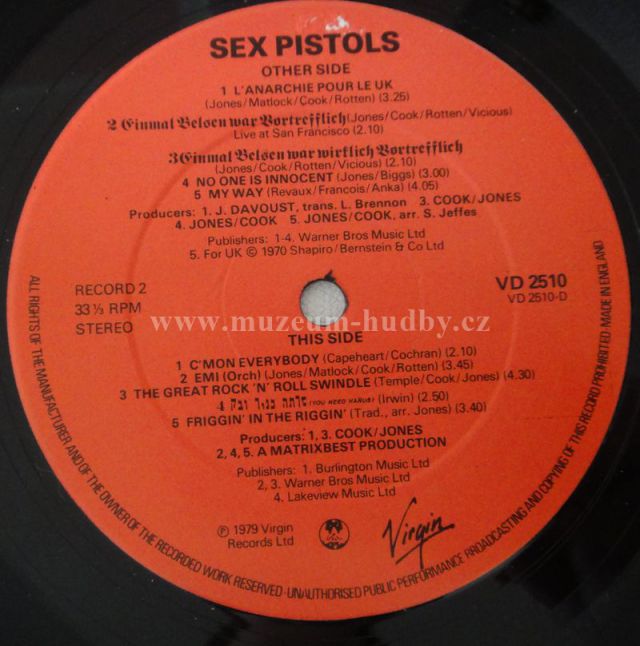 SEX PISTOLS
OTHER SIDE
1 L'ANARCHIE POUR LE UK
(Jones/Matlock/Cook/Rotten) (3.25)
2 Einmal Belsen war Vortrefflich (Jones/Cook/Rotten/Vicious)
Live at San Francisco (2.10)
3 Einmal Belsen war wirflich Vortrefflich
(Jones/Cook/Rotten/Vicious) (2.10)
4 NO ONE IS INNOCENT (Jones/Biggs) (3.00)
5 MY WAY (Revaux/Francois/Anka) (4.05)
Producers: 1. J. DAVOUST, trans. L. Brennon 3. COOK/JONES
4. JONES/COOK 5. JONES/COOK, arr. S. Jeffes
Publishers: 1-4. Warner Bros Music Ltd
5. For UK © 1970 Shapiro/Bernstein & Co Ltd
RECORD 2
33⅓ RPM
STEREO
VD 2510
VD 2510-D
www.muzeum-hudby.cz
THIS SIDE
1 C'MON EVERYBODY (Capeheart/Cochran) (2.10)
2 EMI (Orch) (Jones/Matlock/Cook/Rotten) (3.45)
3 THE GREAT ROCK 'N' ROLL SWINDLE (Temple/Cook/Jones) (4.30)
4 (YOU NEED HANDS) (Irwin) (2.50)
5 FRIGGIN' IN THE RIGGIN' (Trad., arr. Jones) (3.40)
Producers: 1, 3. COOK/JONES
2, 4, 5. A MATRIXBEST PRODUCTION
Publishers: 1. Burlington Music Ltd
2, 3. Warner Bros Music Ltd
4. Lakeview Music Ltd
℗ 1979 Virgin
Records Ltd
Virgin
ALL RIGHTS OF THE MANUFACTURER AND OF THE OWNER OF THE RECORDED WORK RESERVED · UNAUTHORISED PUBLIC PERFORMANCE BROADCASTING AND COPYING OF THIS RECORD PROHIBITED · MADE IN ENGLAND